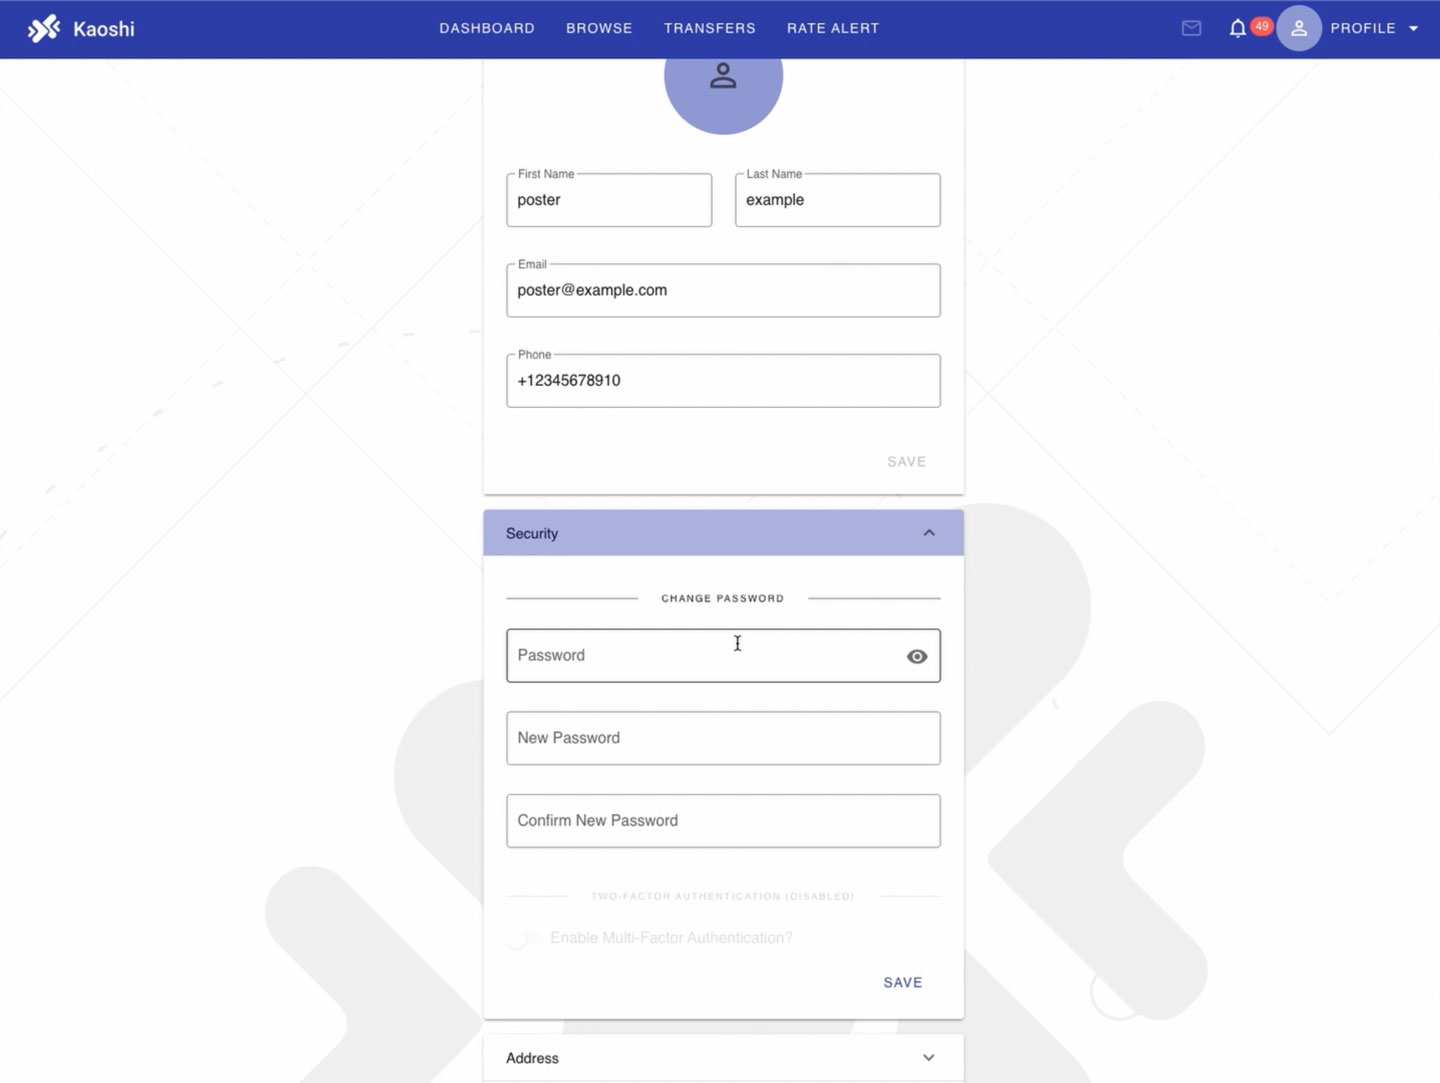 Kaoshi
DASHBOARD BROWSE TRANSFERS RATE ALERT
49 PROFILE
First Name
poster
Last Name
example
Email
poster@example.com
Phone
+12345678910
SAVE
Security
CHANGE PASSWORD
Password
New Password
Confirm New Password
TWO-FACTOR AUTHENTICATION (DISABLED)
Enable Multi-Factor Authentication?
SAVE
Address